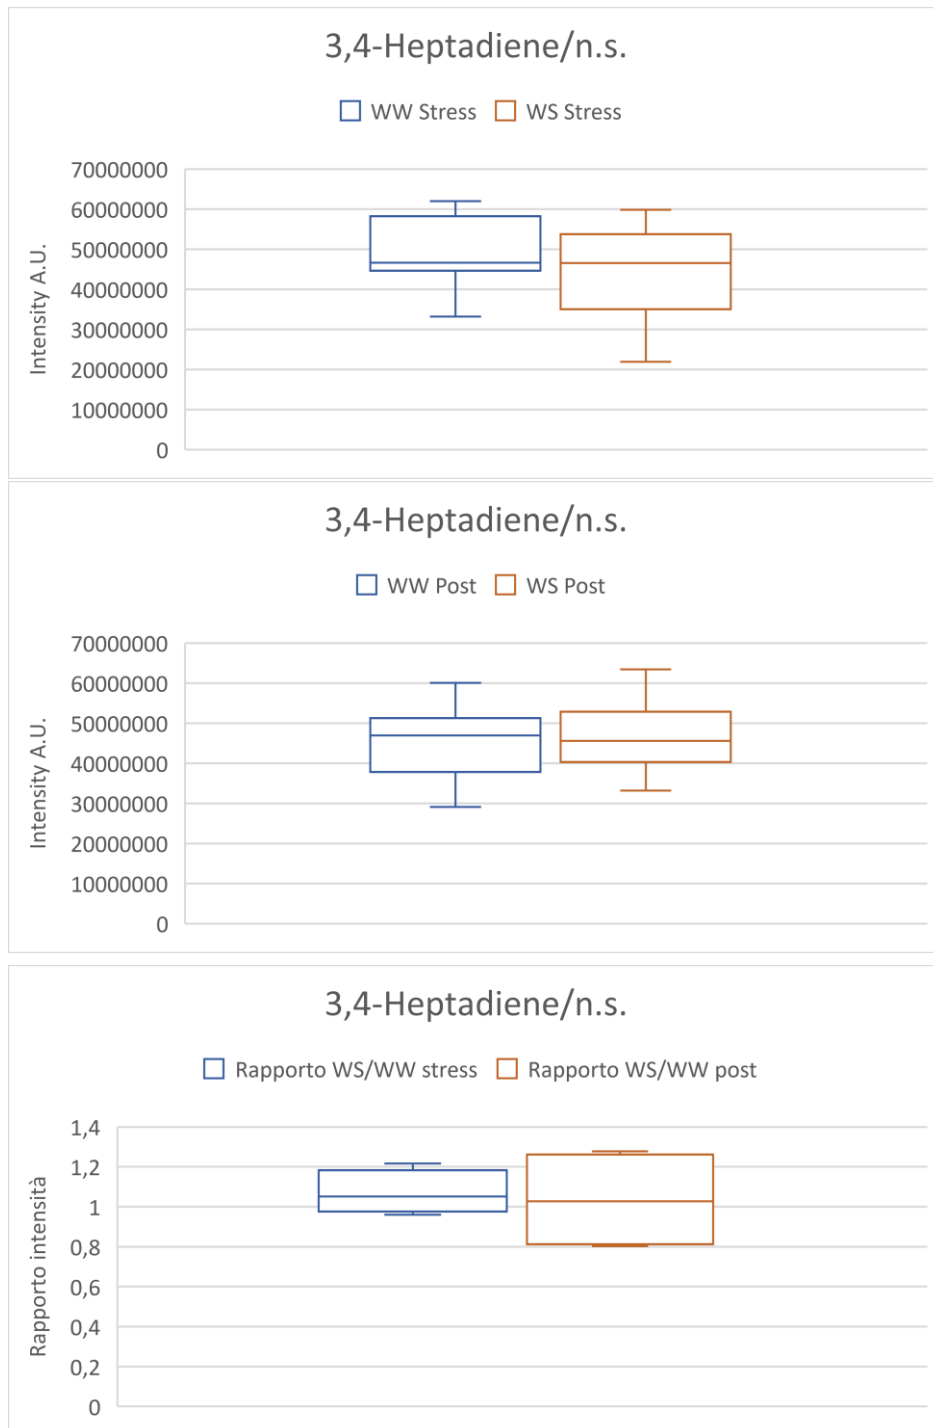 3,4-Heptadiene/n.s.
WW Stress WS Stress
Intensity A.U.
70000000
60000000
50000000
40000000
30000000
20000000
10000000
0
3,4-Heptadiene/n.s.
WW Post WS Post
Intensity A.U.
70000000
60000000
50000000
40000000
30000000
20000000
10000000
0
3,4-Heptadiene/n.s.
Rapporto WS/WW stress Rapporto WS/WW post
Rapporto intensità
1,4
1,2
1
0,8
0,6
0,4
0,2
0